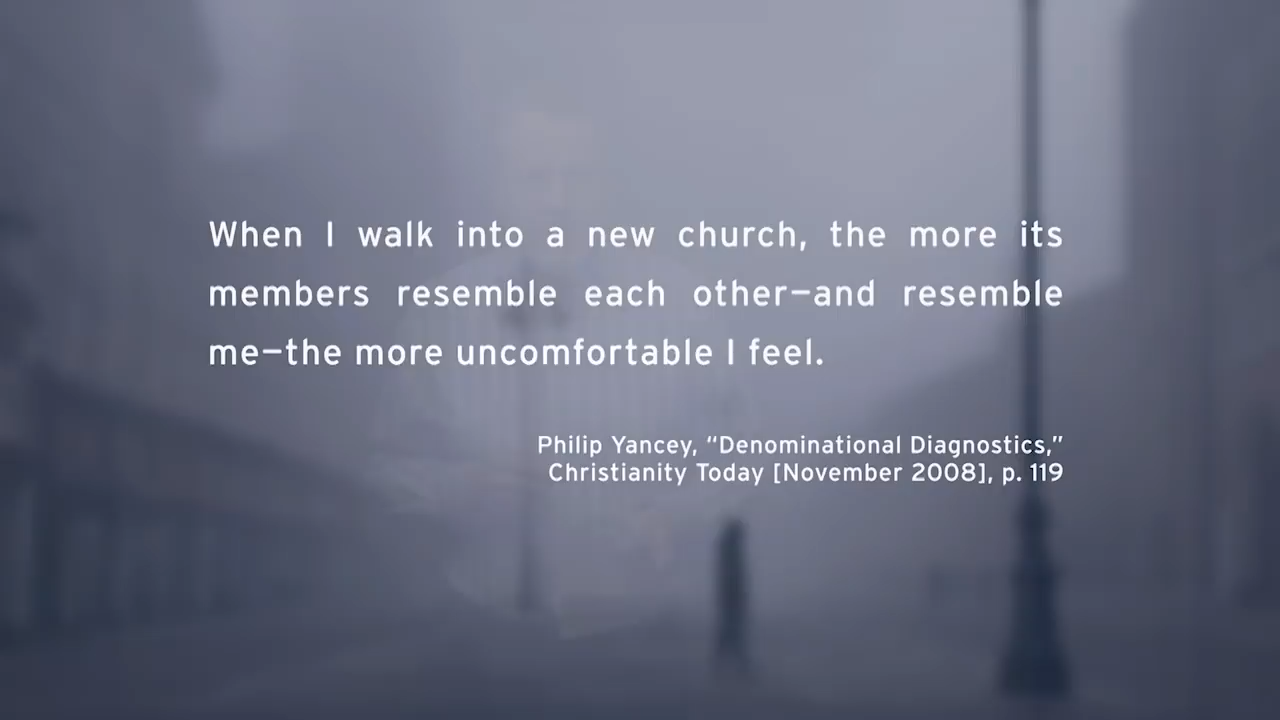 When I walk into a new church, the more its
members resemble each other—and resemble
me—the more uncomfortable I feel.
Philip Yancey, “Denominational Diagnostics,”
Christianity Today [November 2008], p. 119